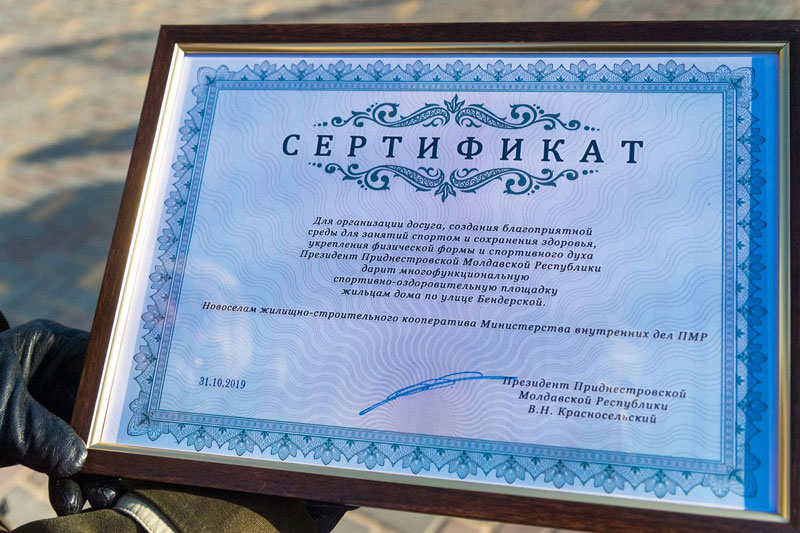 СЕРТИФИКАТ
Для организации досуга, создания благоприятной
среды для занятий спортом и сохранения здоровья,
укрепления физической формы и спортивного духа
Президент Приднестровской Молдавской Республики
дарит многофункциональную
спортивно-оздоровительную площадку
жильцам дома по улице Бендерской.
Новоселам жилищно-строительного кооператива Министерства внутренних дел ПМР
31.10.2019
Президент Приднестровской
Молдавской Республики
В.Н. Красносельский